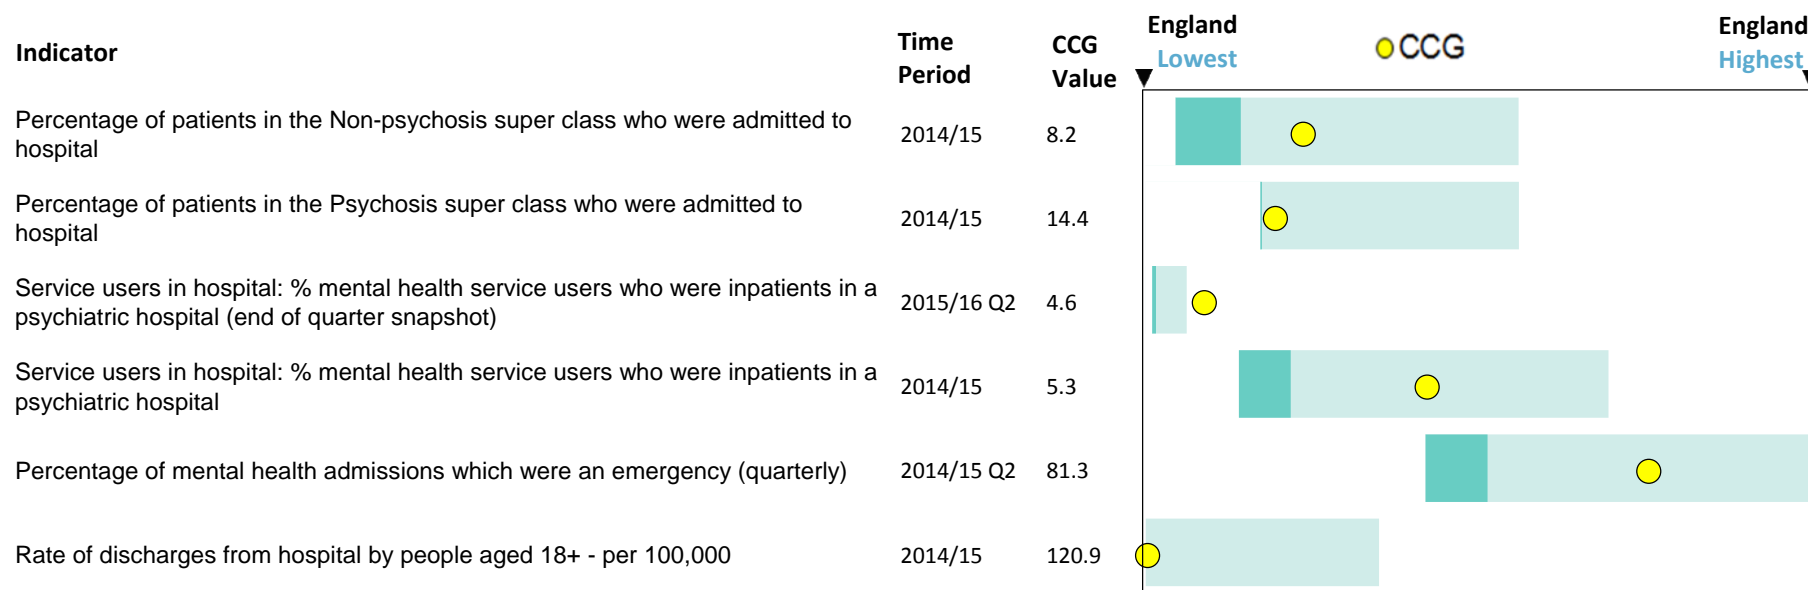 Indicator
Time Period
CCG Value
England Lowest
CCG
England Highest
Percentage of patients in the Non-psychosis super class who were admitted to
hospital
2014/15
8.2
Percentage of patients in the Psychosis super class who were admitted to
hospital
2014/15
14.4
Service users in hospital: % mental health service users who were inpatients in a
psychiatric hospital (end of quarter snapshot)
2015/16 Q2
4.6
Service users in hospital: % mental health service users who were inpatients in a
psychiatric hospital
2014/15
5.3
Percentage of mental health admissions which were an emergency (quarterly)
2014/15 Q2
81.3
Rate of discharges from hospital by people aged 18+ - per 100,000
2014/15
120.9